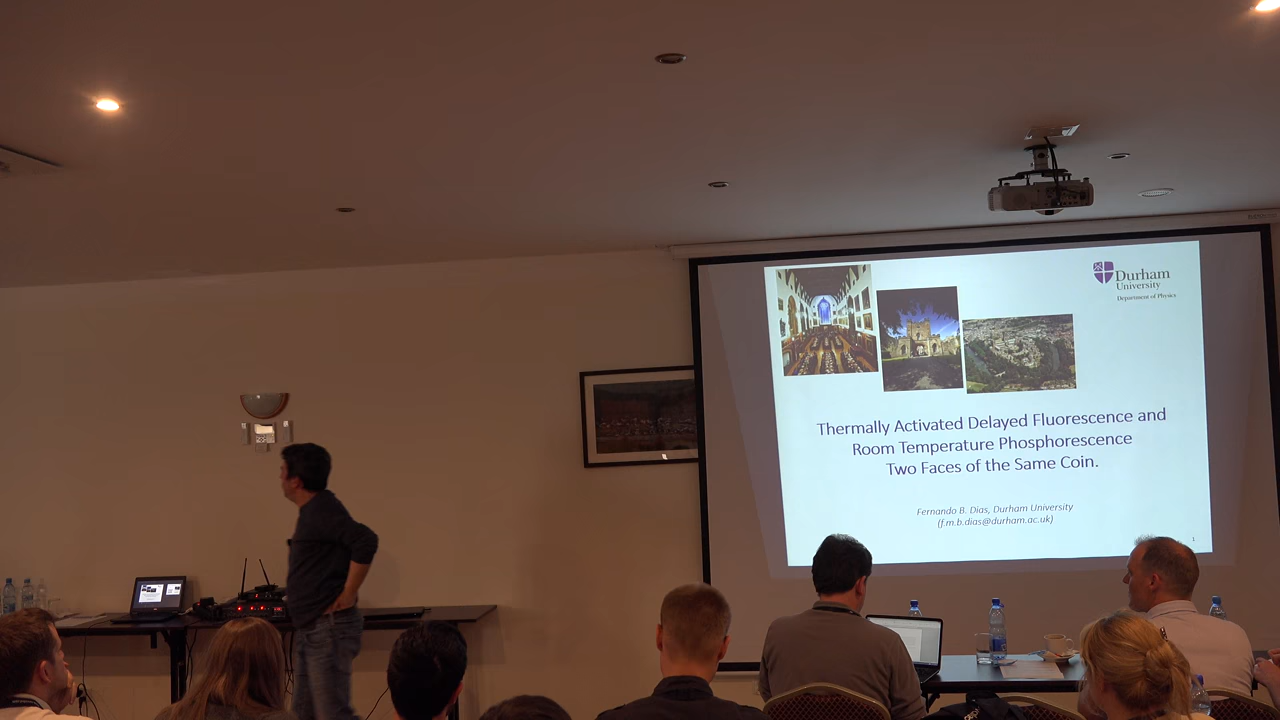 Durham
University
Department of Physics
Thermally Activated Delayed Fluorescence and
Room Temperature Phosphorescence
Two Faces of the Same Coin.
Fernando B. Dias, Durham University
(f.m.b.dias@durham.ac.uk)
1